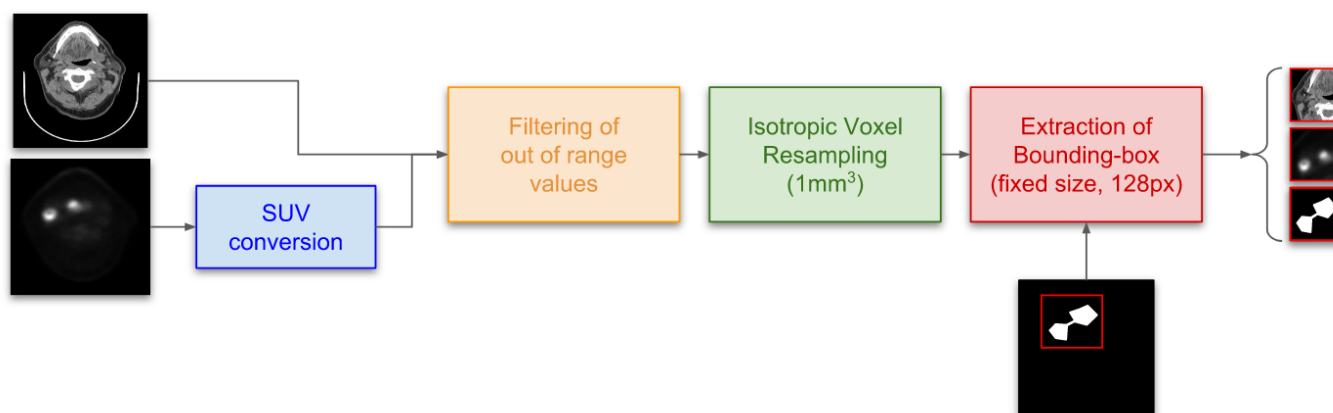 SUV
conversion
Filtering of
out of range
values
Isotropic Voxel
Resampling
(1mm³)
Extraction of
Bounding-box
(fixed size, 128px)